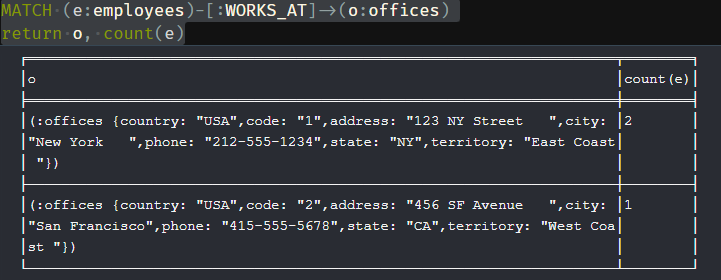 MATCH (e:employees)-[:WORKS_AT]->(o:offices)
return o, count(e)
o count(e)
(:offices {country: "USA",code: "1",address: "123 NY Street   ",city: 2
"New York   ",phone: "212-555-1234",state: "NY",territory: "East Coast
 "})
(:offices {country: "USA",code: "2",address: "456 SF Avenue   ",city: 1
"San Francisco",phone: "415-555-5678",state: "CA",territory: "West Coa
st "})